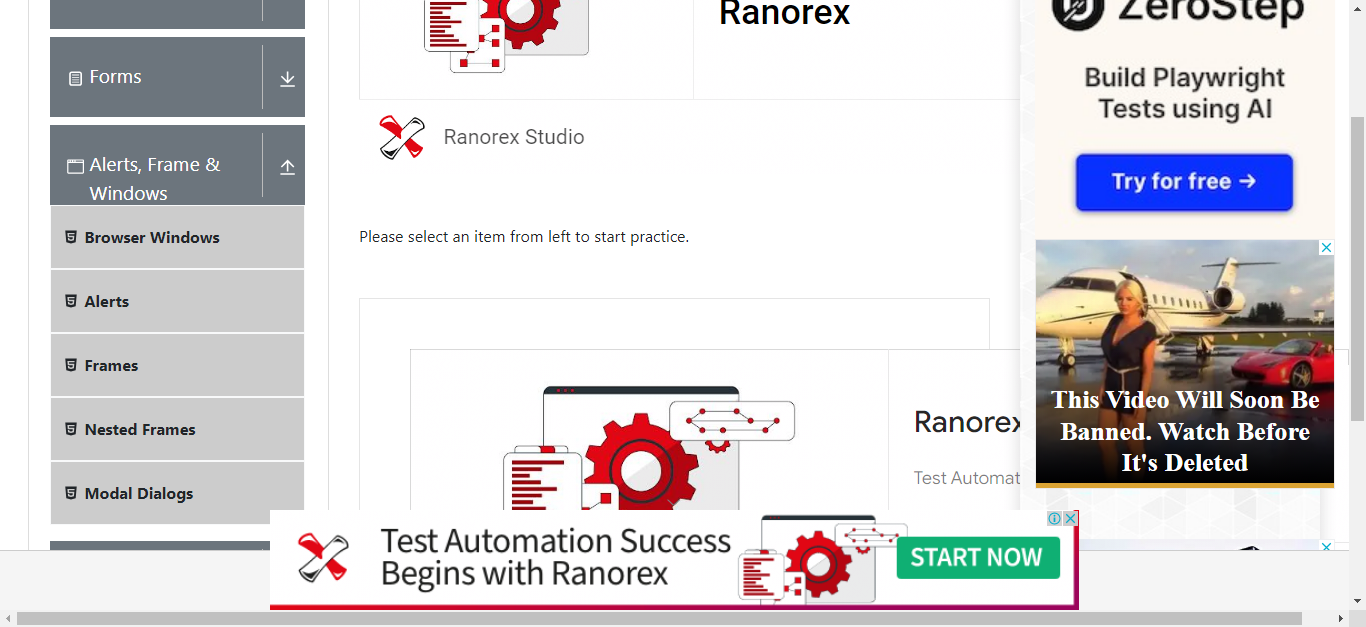 Forms
Alerts, Frame &
Windows
Browser Windows
Alerts
Frames
Nested Frames
Modal Dialogs
Ranorex
Ranorex Studio
Please select an item from left to start practice.
Ranorex
Test Automat
ZeroStep
Build Playwright
Tests using AI
Try for free →
This Video Will Soon Be
Banned. Watch Before
It's Deleted
Test Automation Success
Begins with Ranorex
START NOW